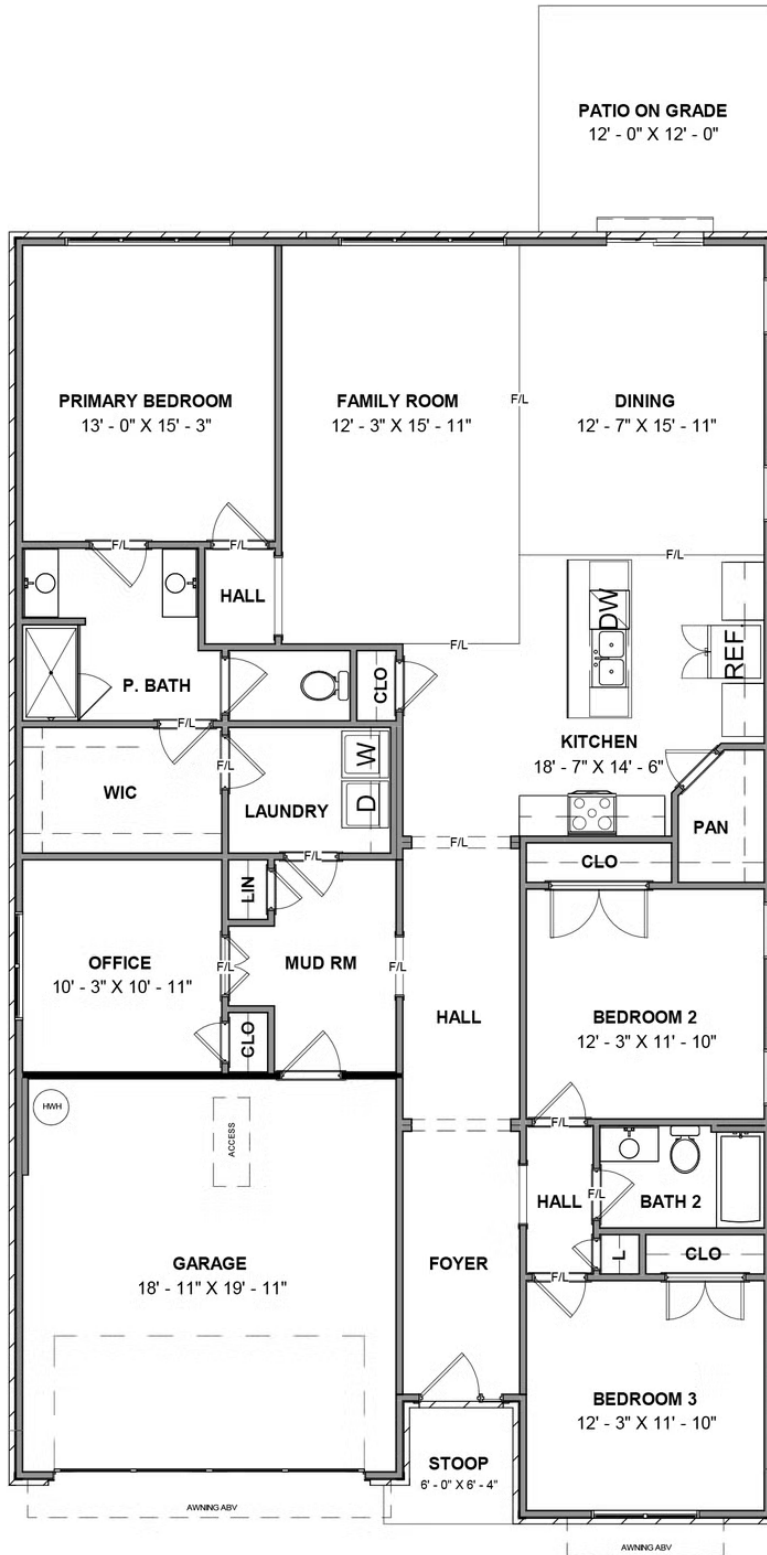 PATIO ON GRADE
12' - 0" X 12' - 0"
PRIMARY BEDROOM
13' - 0" X 15' - 3"
FAMILY ROOM
12' - 3" X 15' - 11"
F/L
DINING
12' - 7" X 15' - 11"
F/L
F/L
F/L
HALL
DW
REF
F/L
P. BATH
CLO
F/L
KITCHEN
18' - 7" X 14' - 6"
WIC
F/L
W
D
LAUNDRY
PAN
F/L
F/L
CLO
LIN
OFFICE
10' - 3" X 10' - 11"
F/L
MUD RM
F/L
HALL
BEDROOM 2
12' - 3" X 11' - 10"
CLO
HWH
ACCESS
F/L
HALL
F/L
BATH 2
L
CLO
GARAGE
18' - 11" X 19' - 11"
FOYER
F/L
BEDROOM 3
12' - 3" X 11' - 10"
STOOP
6' - 0" X 6' - 4"
AWNING ABV
AWNING ABV